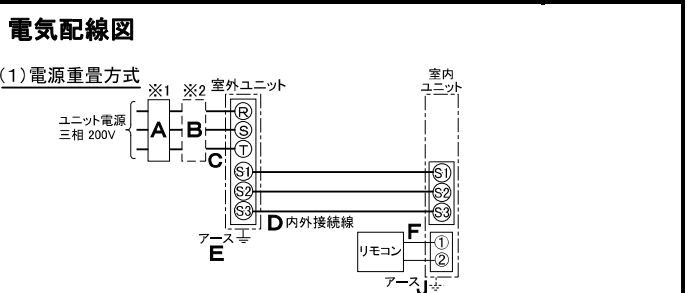 電気配線図
(1)電源重畳方式
※1 ※2 室外ユニット
室内
ユニット
ユニット電源
三相 200V
A B
R
S
T
C
S1 S1
S2 S2
S3 S3
D 内外接続線
アース
E
F
リモコン
①
②
アース J